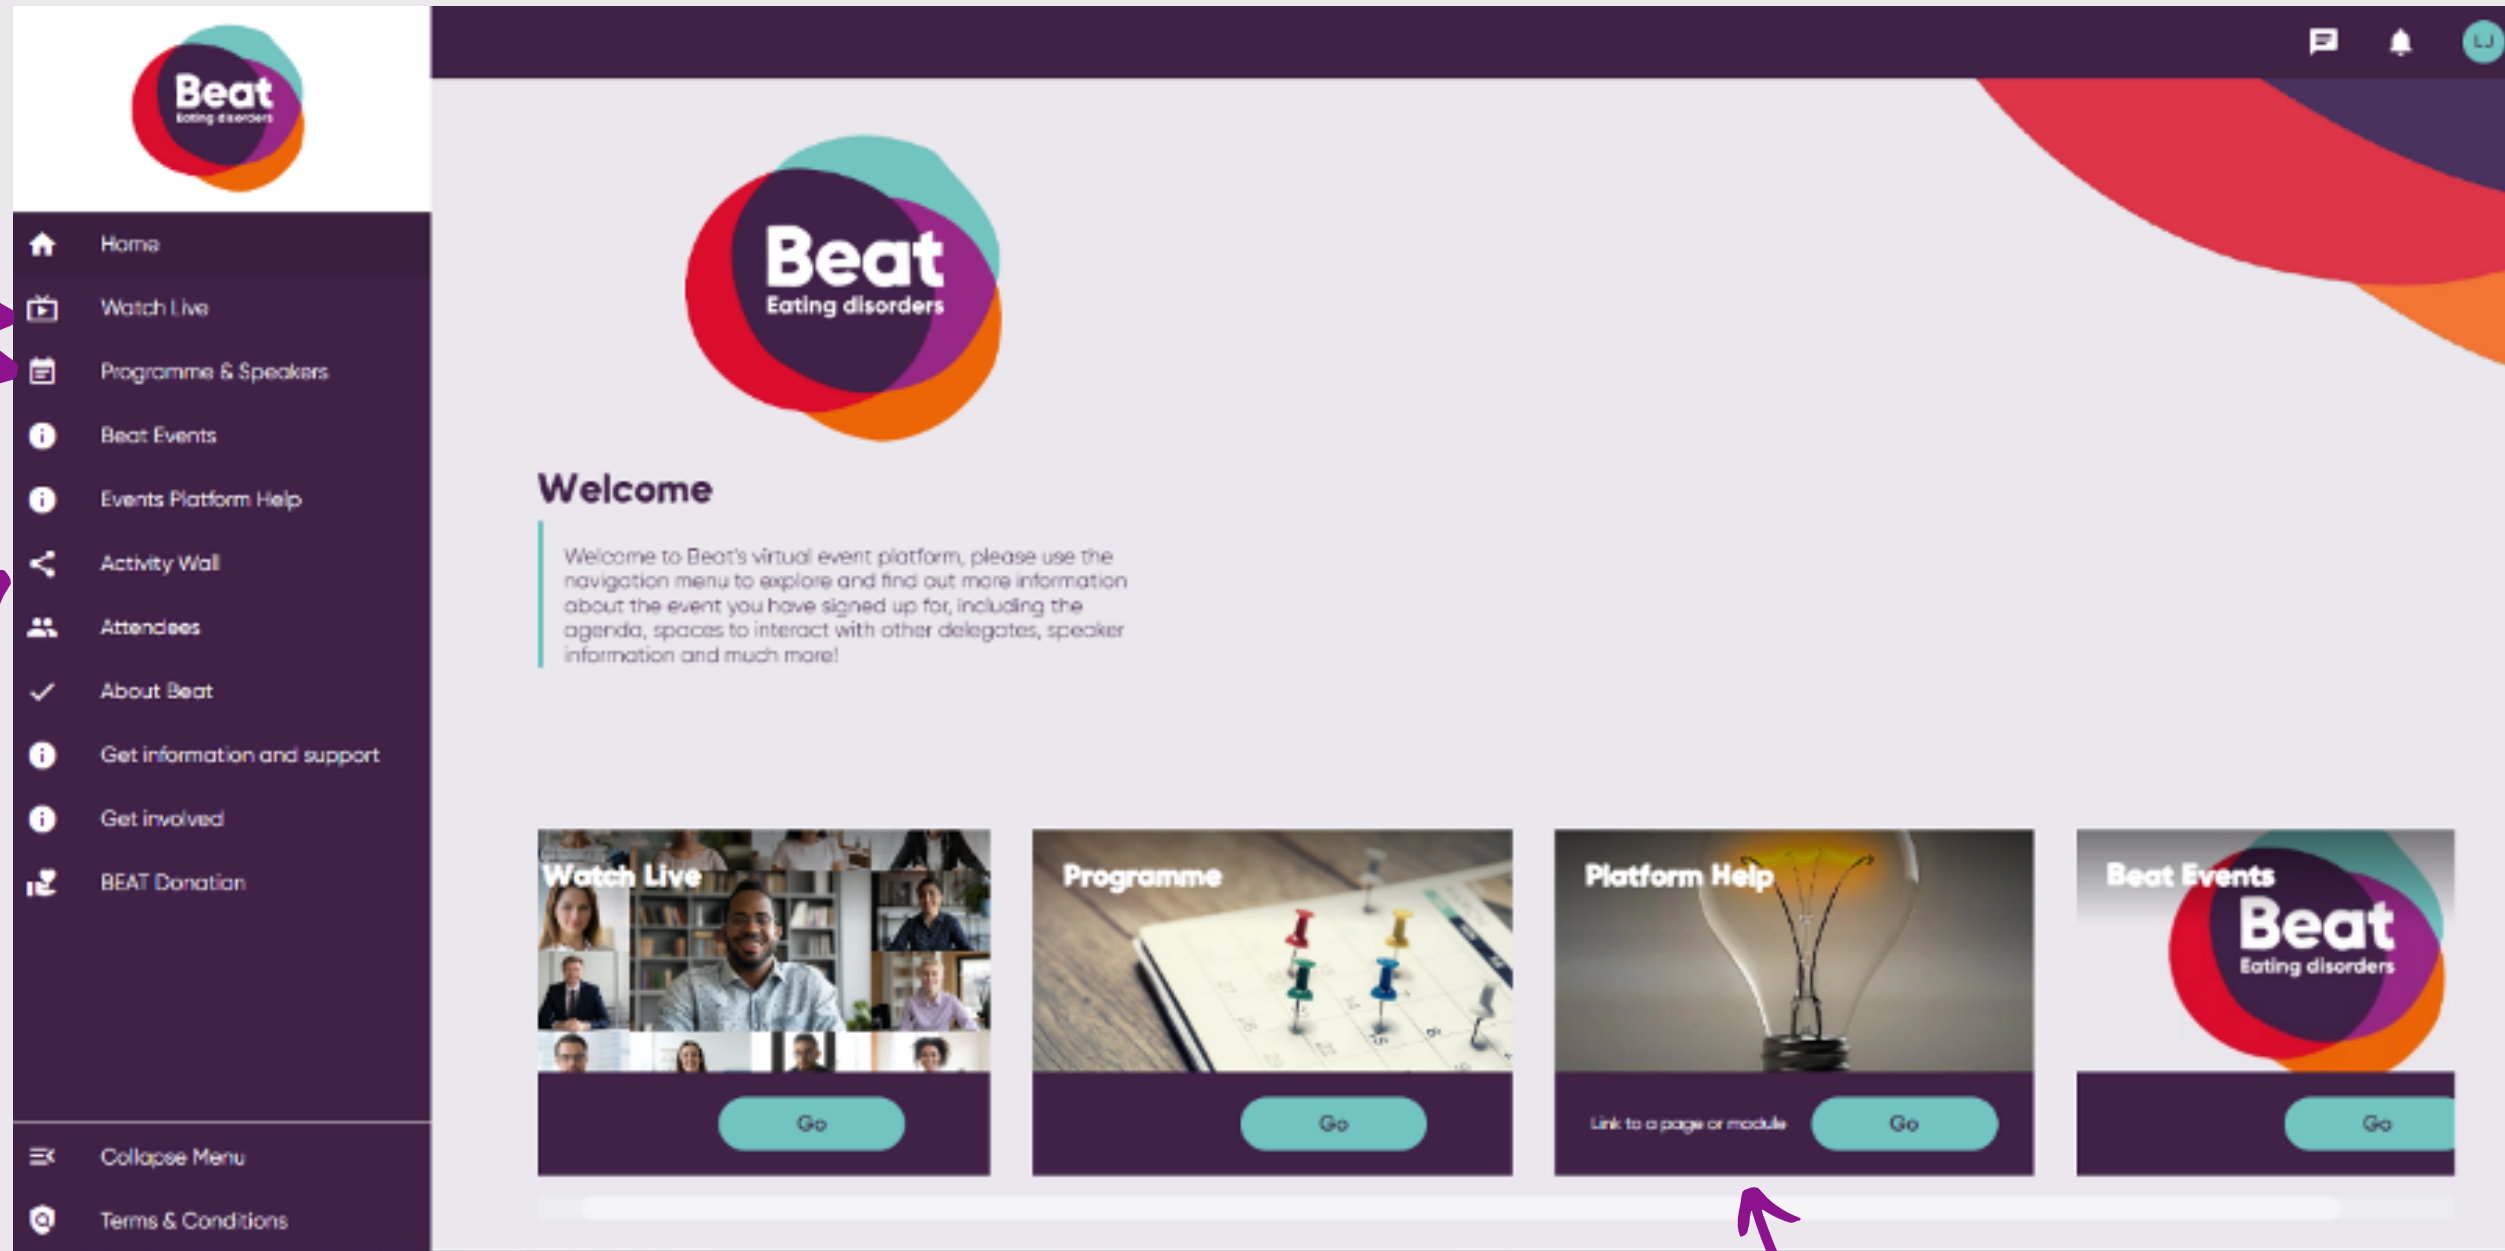 Beat
Eating disorders
LJ
Home
Watch Live
Programme & Speakers
Beat Events
Events Platform Help
Activity Wall
Attendees
About Beat
Get information and support
Get involved
BEAT Donation
Collapse Menu
Terms & Conditions
Beat
Eating disorders
Welcome
Welcome to Beat's virtual event platform, please use the
navigation menu to explore and find out more information
about the event you have signed up for, including the
agenda, spaces to interact with other delegates, speaker
information and much more!
Watch Live
Go
Programme
Go
Platform Help
Link to a page or module
Go
Beat Events
Beat
Eating disorders
Go